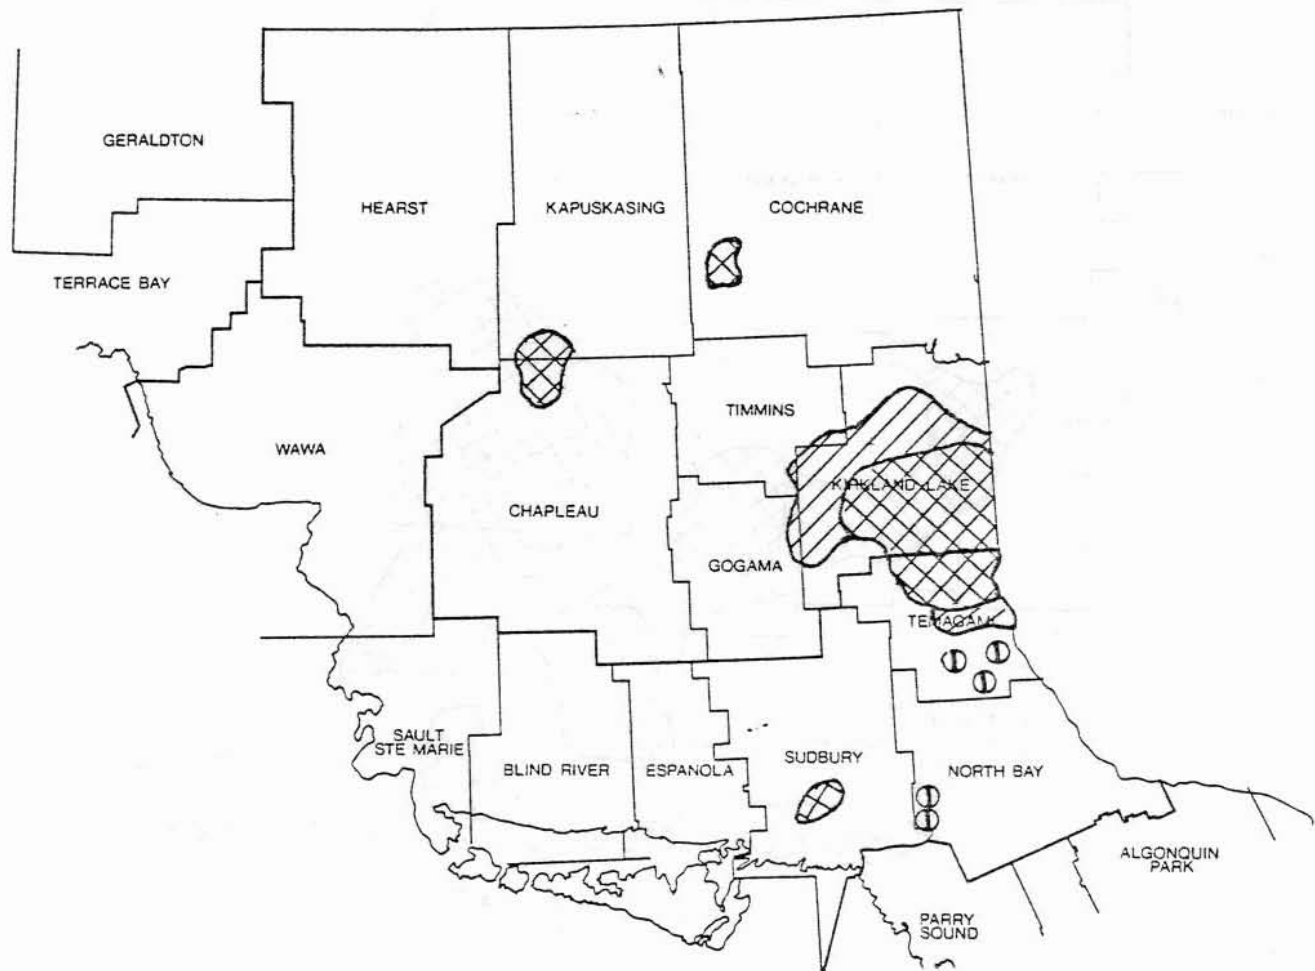 GERALDTON
HEARST
KAPUSKASING
COCHRANE
TERRACE BAY
TIMMINS
WAWA
KIRKLAND LAKE
CHAPLEAU
GOGAMA
TEMAGAMI
SAULT
STE MARIE
BLIND RIVER
ESPANOLA
SUDBURY
NORTH BAY
ALGONQUIN
PARK
PARRY
SOUND